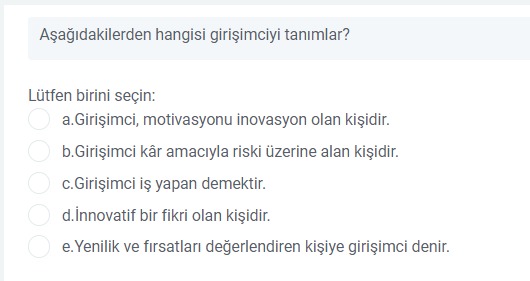 Aşağıdakilerden hangisi girişimciyi tanımlar?
Lütfen birini seçin:
a.Girişimci, motivasyonu inovasyon olan kişidir.
b.Girişimci kâr amacıyla riski üzerine alan kişidir.
c.Girişimci iş yapan demektir.
d.İnnovatif bir fikri olan kişidir.
e.Yenilik ve fırsatları değerlendiren kişiye girişimci denir.